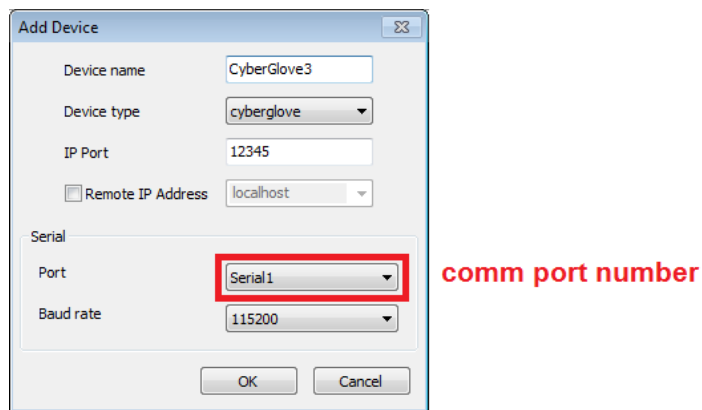 Add Device
Device name CyberGlove3
Device type cyberglove
IP Port 12345
Remote IP Address localhost
Serial
Port Serial1 comm port number
Baud rate 115200
OK Cancel